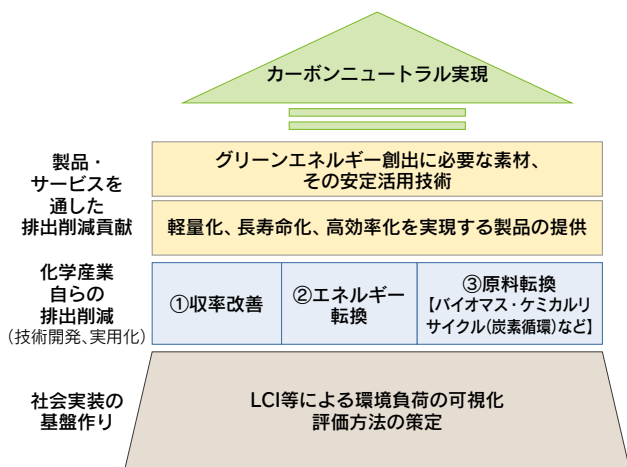 カーボンニュートラル実現
製品・
サービスを
通した
排出削減貢献
グリーンエネルギー創出に必要な素材、
その安定活用技術
軽量化、長寿命化、高効率化を実現する製品の提供
化学産業
自らの
排出削減
(技術開発、実用化)
①収率改善
②エネルギー
転換
③原料転換
【バイオマス・ケミカルリ
サイクル(炭素循環)など】
社会実装の
基盤作り
LCI等による環境負荷の可視化
評価方法の策定